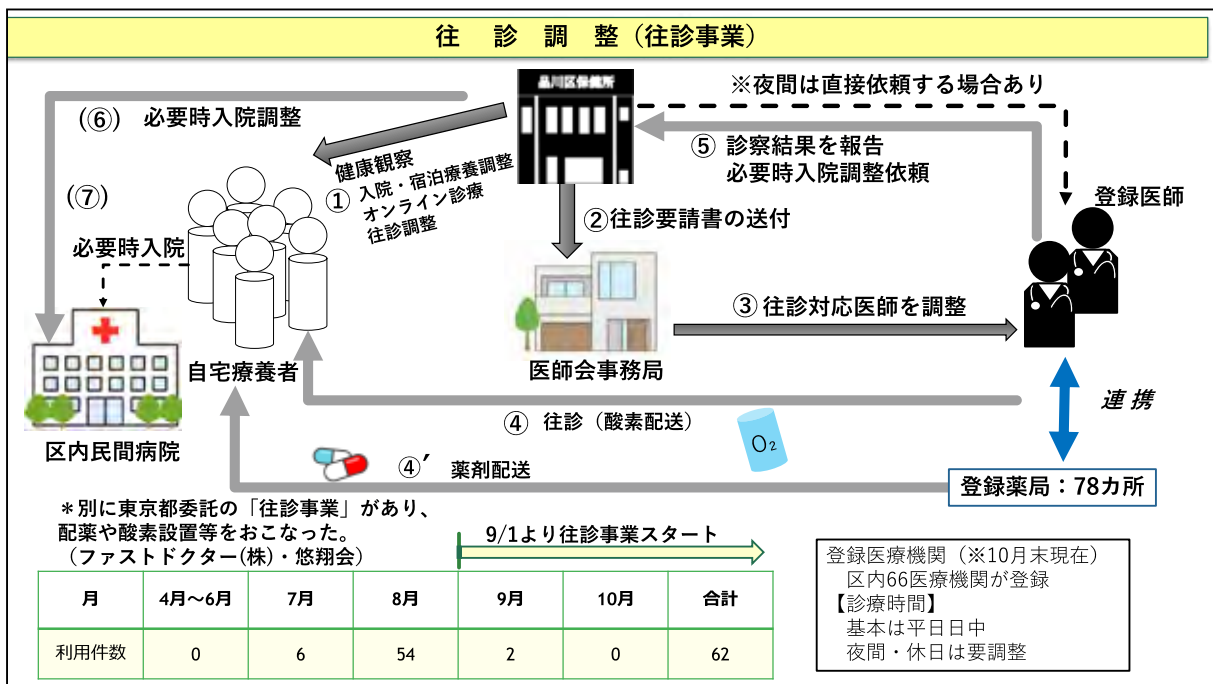 往 診 調 整（往診事業）
品川区保健所
※夜間は直接依頼する場合あり
(⑥) 必要時入院調整
健康観察
① 入院・宿泊療養調整
オンライン診療
往診調整
⑤ 診察結果を報告
必要時入院調整依頼
(⑦)
登録医師
②往診要請書の送付
必要時入院
③往診対応医師を調整
自宅療養者
医師会事務局
連携
④ 往診（酸素配送）
O₂
区内民間病院
④′ 薬剤配送
登録薬局：78カ所
＊別に東京都委託の「往診事業」があり、
配薬や酸素設置等をおこなった。
（ファストドクター(株)・悠翔会）
9/1より往診事業スタート
月 4月～6月 7月 8月 9月 10月 合計
利用件数 0 6 54 2 0 62
登録医療機関（※10月末現在）
区内66医療機関が登録
【診療時間】
基本は平日日中
夜間・休日は要調整